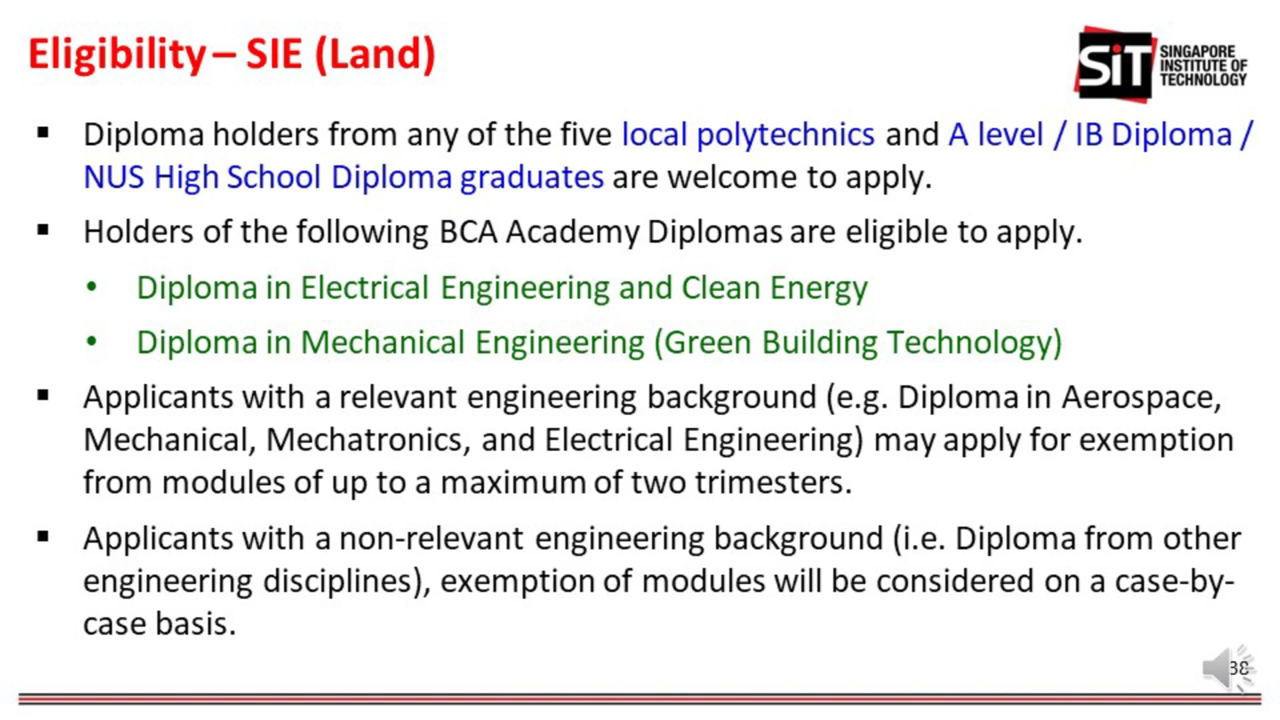 Eligibility – SIE (Land)
SiT SINGAPORE
INSTITUTE OF
TECHNOLOGY
▪ Diploma holders from any of the five local polytechnics and A level / IB Diploma /
NUS High School Diploma graduates are welcome to apply.
▪ Holders of the following BCA Academy Diplomas are eligible to apply.
• Diploma in Electrical Engineering and Clean Energy
• Diploma in Mechanical Engineering (Green Building Technology)
▪ Applicants with a relevant engineering background (e.g. Diploma in Aerospace,
Mechanical, Mechatronics, and Electrical Engineering) may apply for exemption
from modules of up to a maximum of two trimesters.
▪ Applicants with a non-relevant engineering background (i.e. Diploma from other
engineering disciplines), exemption of modules will be considered on a case-by-
case basis.
38